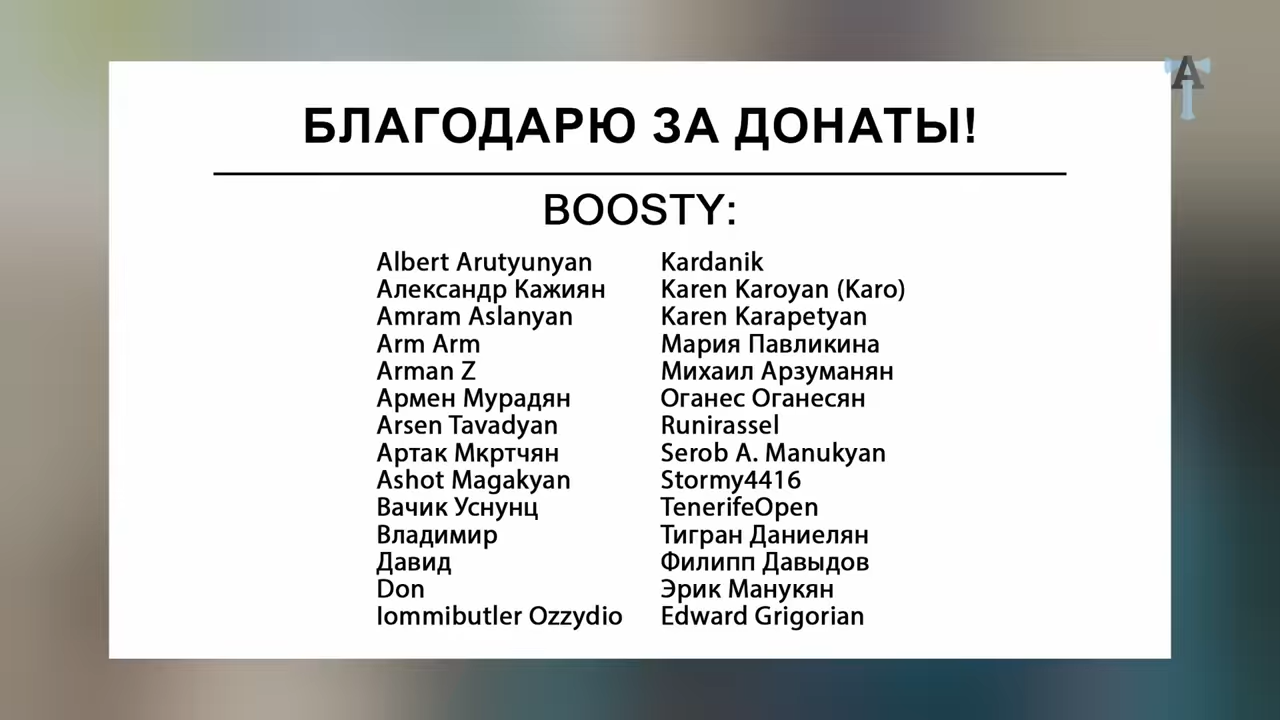 БЛАГОДАРЮ ЗА ДОНАТЫ!
BOOSTY:
Albert Arutyunyan
Александр Кажиян
Amram Aslanyan
Arm Arm
Arman Z
Армен Мурадян
Arsen Tavadyan
Артак Мкртчян
Ashot Magakyan
Вачик Уснунц
Владимир
Давид
Don
Iommibutler Ozzydio
Kardanik
Karen Karoyan (Karo)
Karen Karapetyan
Мария Павликина
Михаил Арзуманян
Оганес Оганесян
Runirassel
Serob A. Manukyan
Stormy4416
TenerifeOpen
Тигран Даниелян
Филипп Давыдов
Эрик Манукян
Edward Grigorian
A